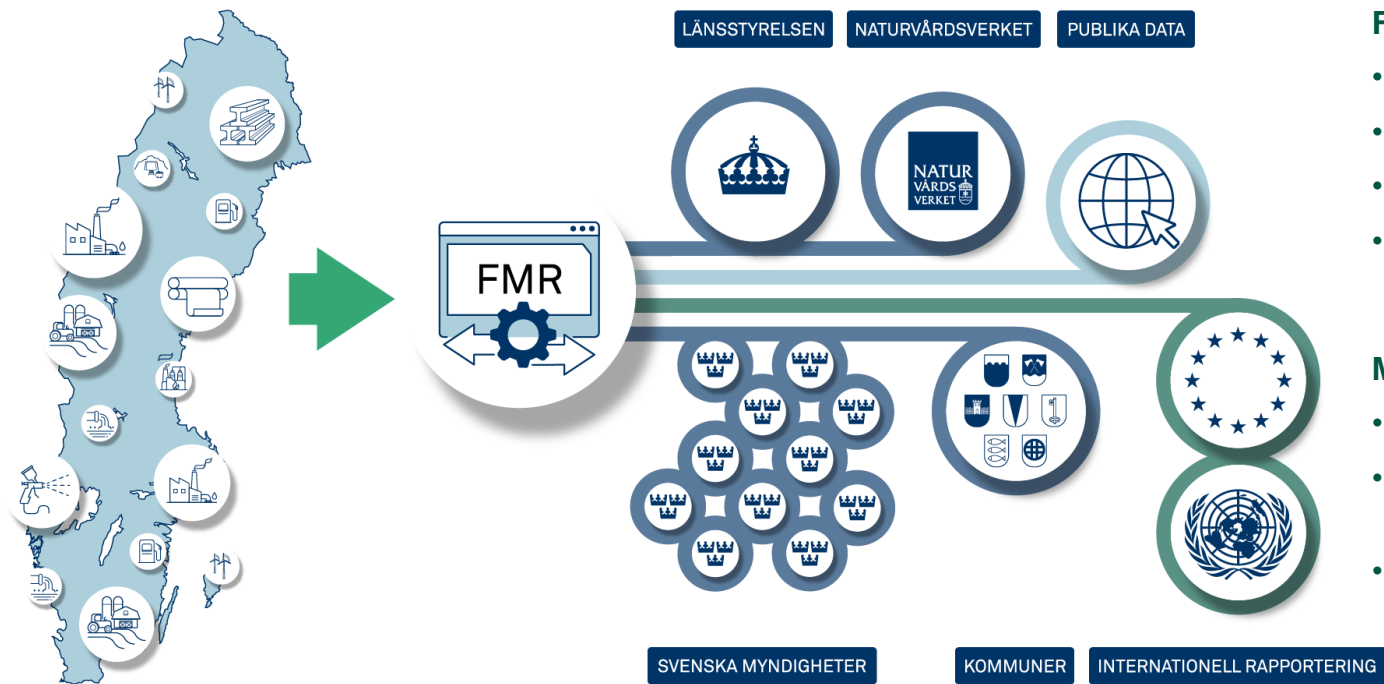 LÄNSSTYRELSEN
NATURVÅRDSVERKET
PUBLIKA DATA
NATUR
VÅRDS
VERKET
FMR
SVENSKA MYNDIGHETER
KOMMUNER
INTERNATIONELL RAPPORTERING